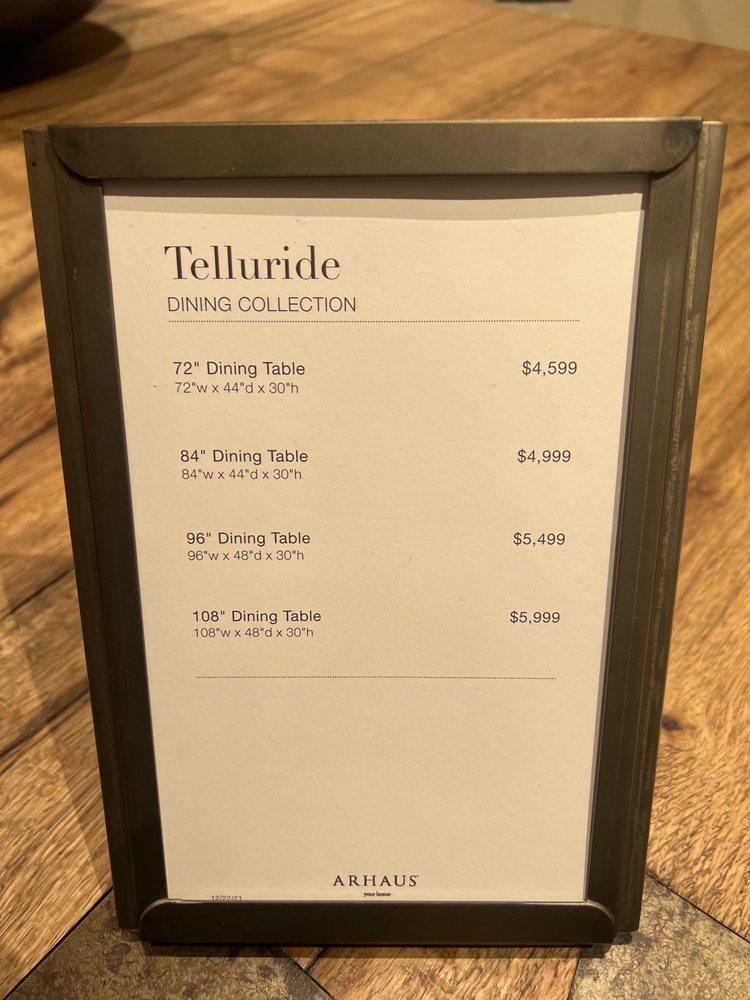 Telluride
DINING COLLECTION
72" Dining Table $4,599
72"w x 44"d x 30"h
84" Dining Table $4,999
84"w x 44"d x 30"h
96" Dining Table $5,499
96"w x 48"d x 30"h
108" Dining Table $5,999
108"w x 48"d x 30"h
ARHAUS
your home
12/22/21